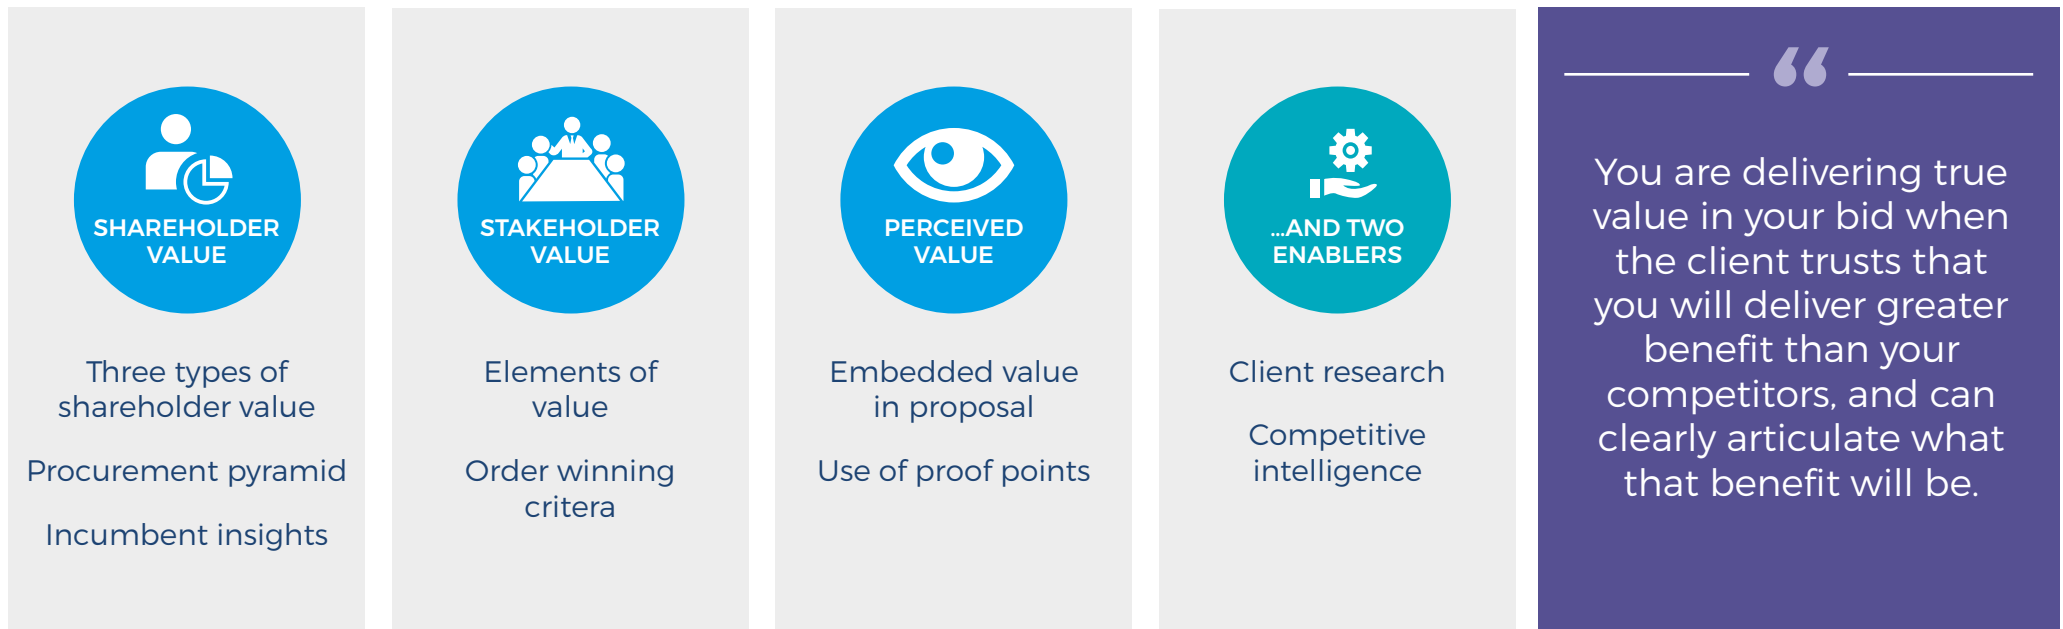 SHAREHOLDER
VALUE
Three types of
shareholder value
Procurement pyramid
Incumbent insights
STAKEHOLDER
VALUE
Elements of
value
Order winning
critera
PERCEIVED
VALUE
Embedded value
in proposal
Use of proof points
...AND TWO
ENABLERS
Client research
Competitive
intelligence
“
You are delivering true
value in your bid when
the client trusts that
you will deliver greater
benefit than your
competitors, and can
clearly articulate what
that benefit will be.